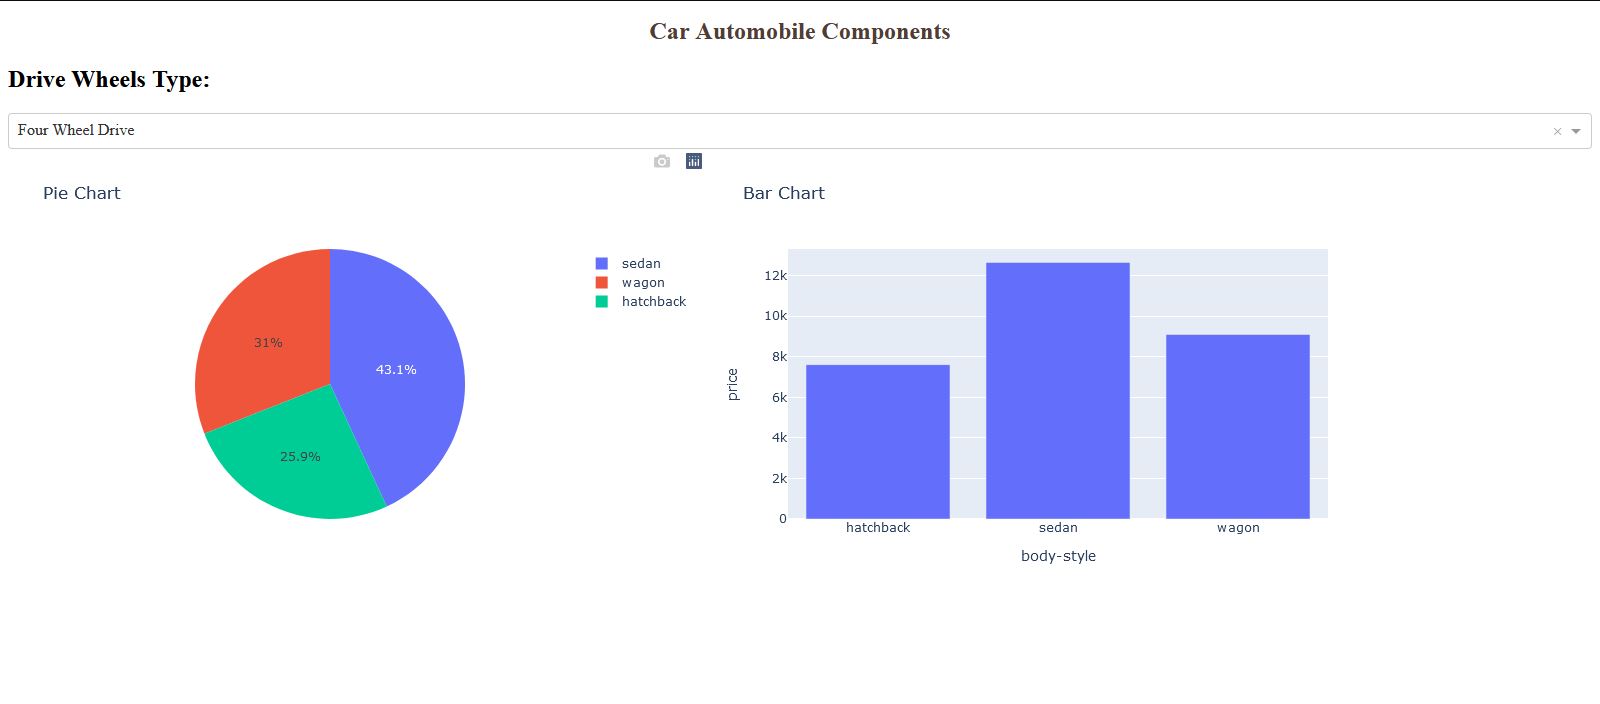 Car Automobile Components
Drive Wheels Type:
Four Wheel Drive
×
Pie Chart
31%
43.1%
25.9%
sedan
wagon
hatchback
Bar Chart
12k
10k
8k
6k
4k
2k
0
price
hatchback sedan wagon
body-style